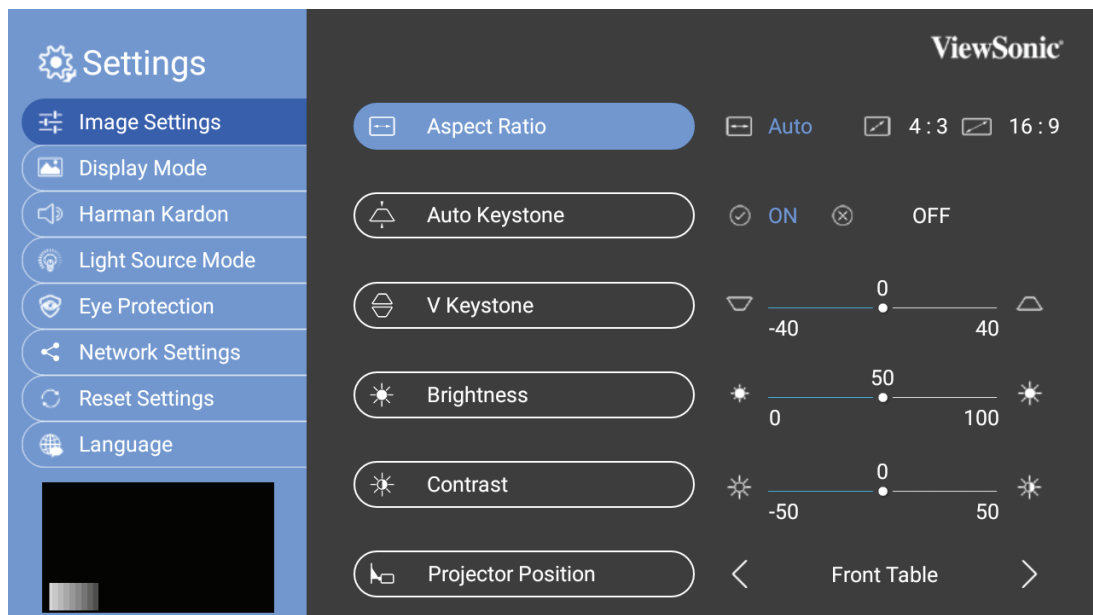 Settings
ViewSonic
Image Settings
Display Mode
Harman Kardon
Light Source Mode
Eye Protection
Network Settings
Reset Settings
Language
Aspect Ratio
Auto 4 : 3 16 : 9
Auto Keystone
ON OFF
V Keystone
0
-40 40
Brightness
50
0 100
Contrast
0
-50 50
Projector Position
Front Table